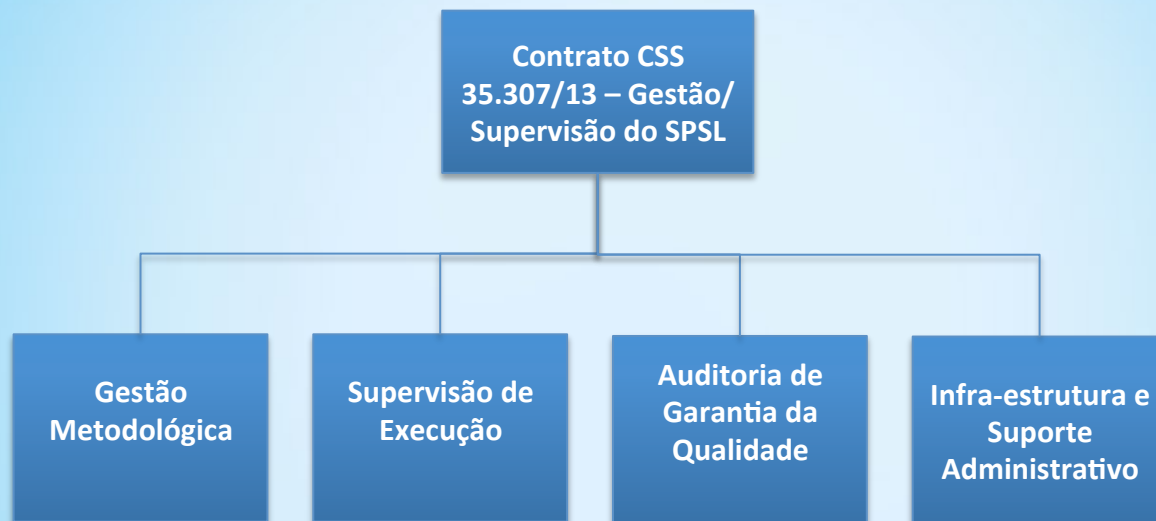 Contrato CSS
35.307/13 – Gestão/
Supervisão do SPSL
Gestão
Metodológica
Supervisão de
Execução
Auditoria de
Garantia da
Qualidade
Infra-estrutura e
Suporte
Administrativo